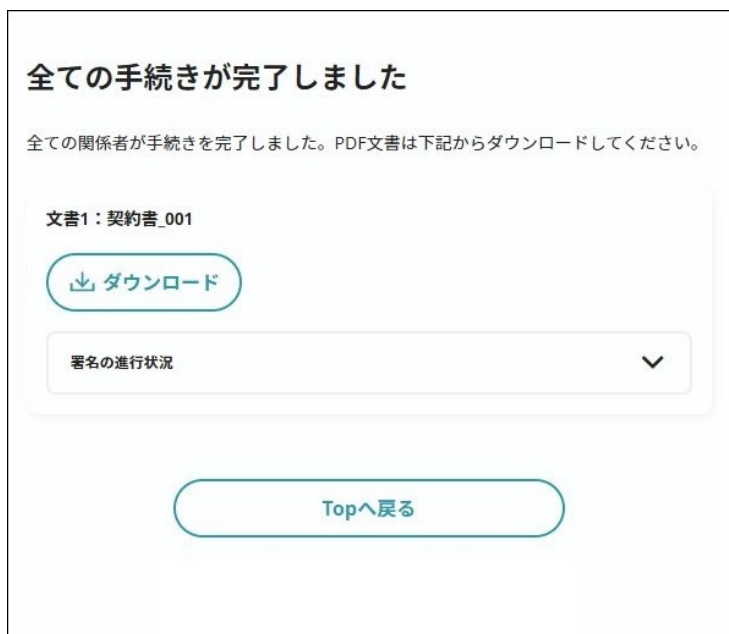 全ての手続きが完了しました
全ての関係者が手続きを完了しました。PDF文書は下記からダウンロードしてください。
文書1：契約書_001
ダウンロード
署名の進行状況
Topへ戻る